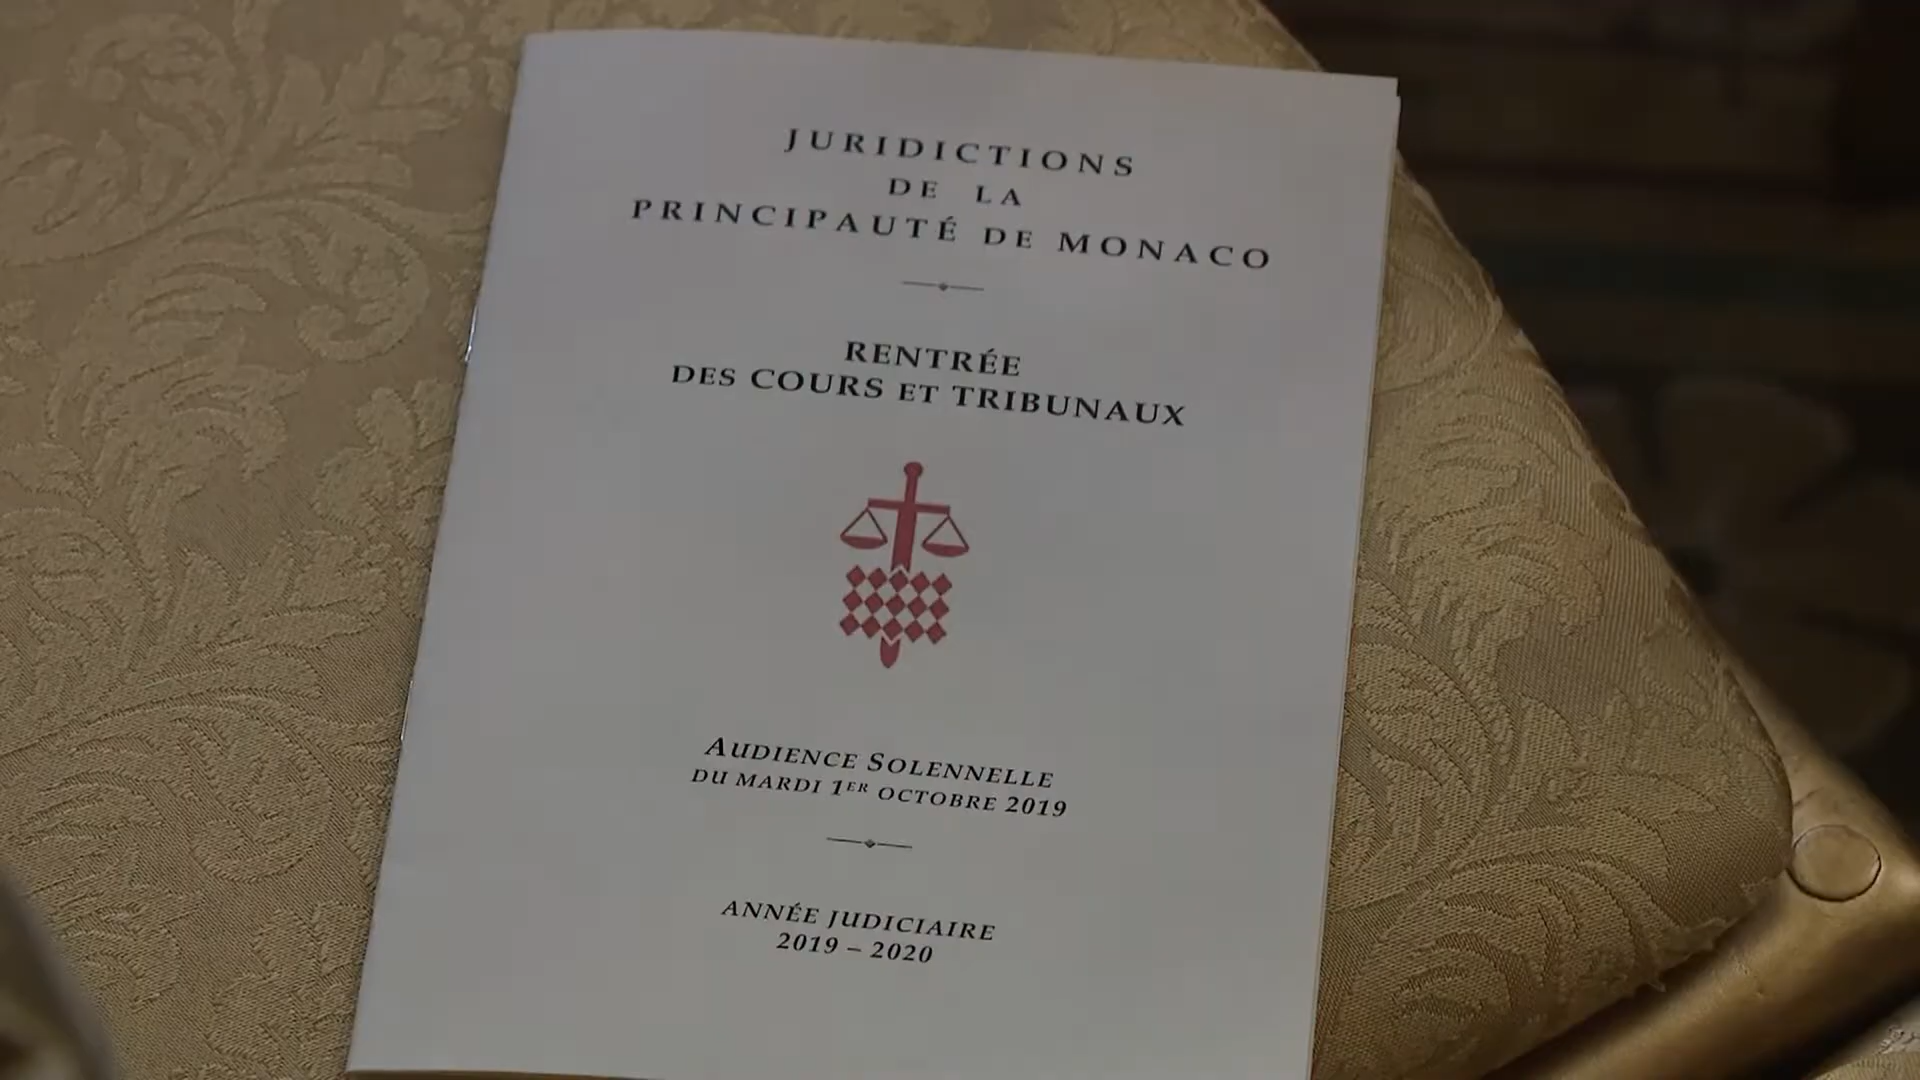 JURIDICTIONS
DE LA
PRINCIPAUTÉ DE MONACO
RENTRÉE
DES COURS ET TRIBUNAUX
AUDIENCE SOLENNELLE
DU MARDI 1ER OCTOBRE 2019
ANNÉE JUDICIAIRE
2019 – 2020